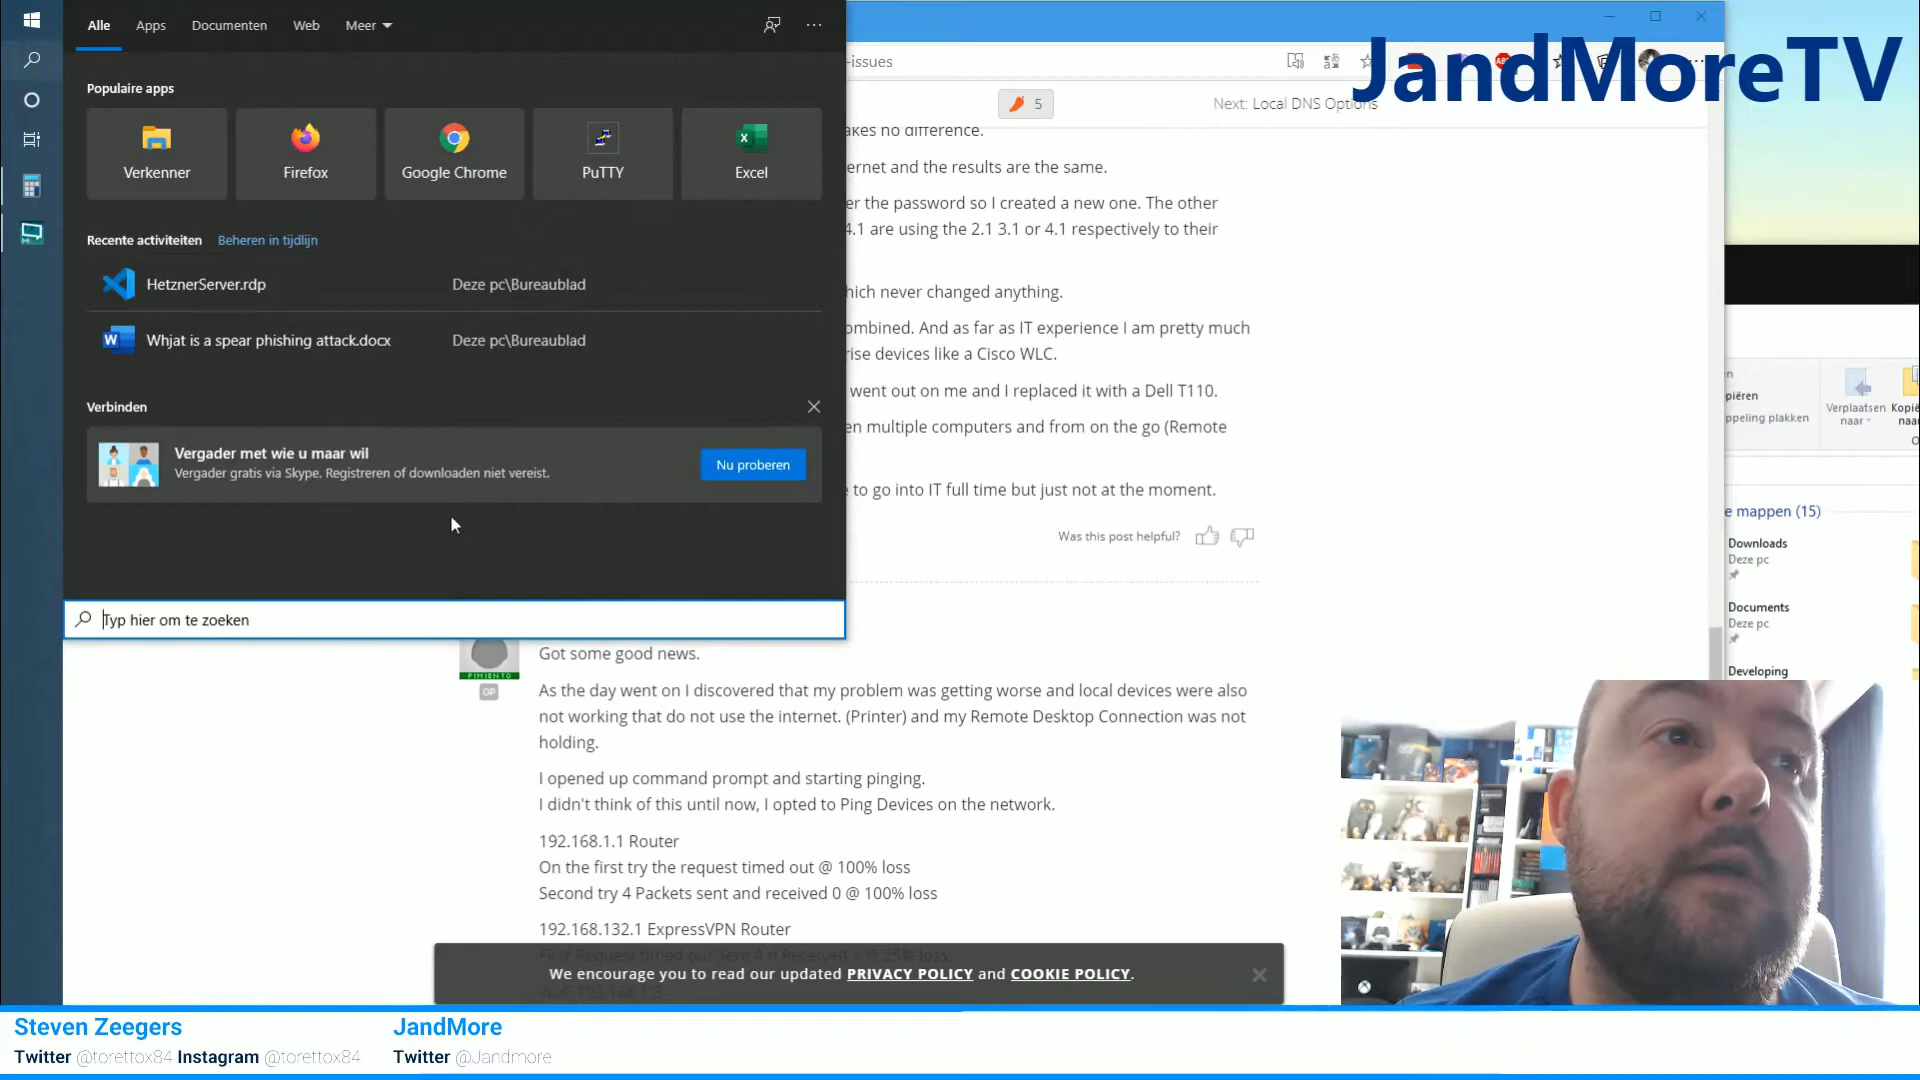 Alle Apps Documenten Web Meer
JandMoreTV
-issues
5
Next: Local DNS Options
Populaire apps
Verkenner
Firefox
Google Chrome
PuTTY
Excel
Recente activiteiten Beheren in tijdlijn
HetznerServer.rdp Deze pc\Bureaublad
Whjat is a spear phishing attack.docx Deze pc\Bureaublad
Verbinden
Vergader met wie u maar wil
Vergader gratis via Skype. Registreren of downloaden niet vereist.
Nu proberen
Typ hier om te zoeken
akes no difference.
ernet and the results are the same.
er the password so I created a new one. The other
4.1 are using the 2.1 3.1 or 4.1 respectively to their
hich never changed anything.
ombined. And as far as IT experience I am pretty much
rise devices like a Cisco WLC.
went out on me and I replaced it with a Dell T110.
en multiple computers and from on the go (Remote
e to go into IT full time but just not at the moment.
Was this post helpful?
PIMIENTO
OP
Got some good news.
As the day went on I discovered that my problem was getting worse and local devices were also
not working that do not use the internet. (Printer) and my Remote Desktop Connection was not
holding.
I opened up command prompt and starting pinging.
I didn't think of this until now, I opted to Ping Devices on the network.
192.168.1.1 Router
On the first try the request timed out @ 100% loss
Second try 4 Packets sent and received 0 @ 100% loss
192.168.132.1 ExpressVPN Router
We encourage you to read our updated PRIVACY POLICY and COOKIE POLICY.
en
piëren
ppeling plakken
Verplaatsen
naar
Kopië
naa
e mappen (15)
Downloads
Deze pc
Documents
Deze pc
Developing
Steven Zeegers
Twitter @torettox84 Instagram @torettox84
JandMore
Twitter @Jandmore